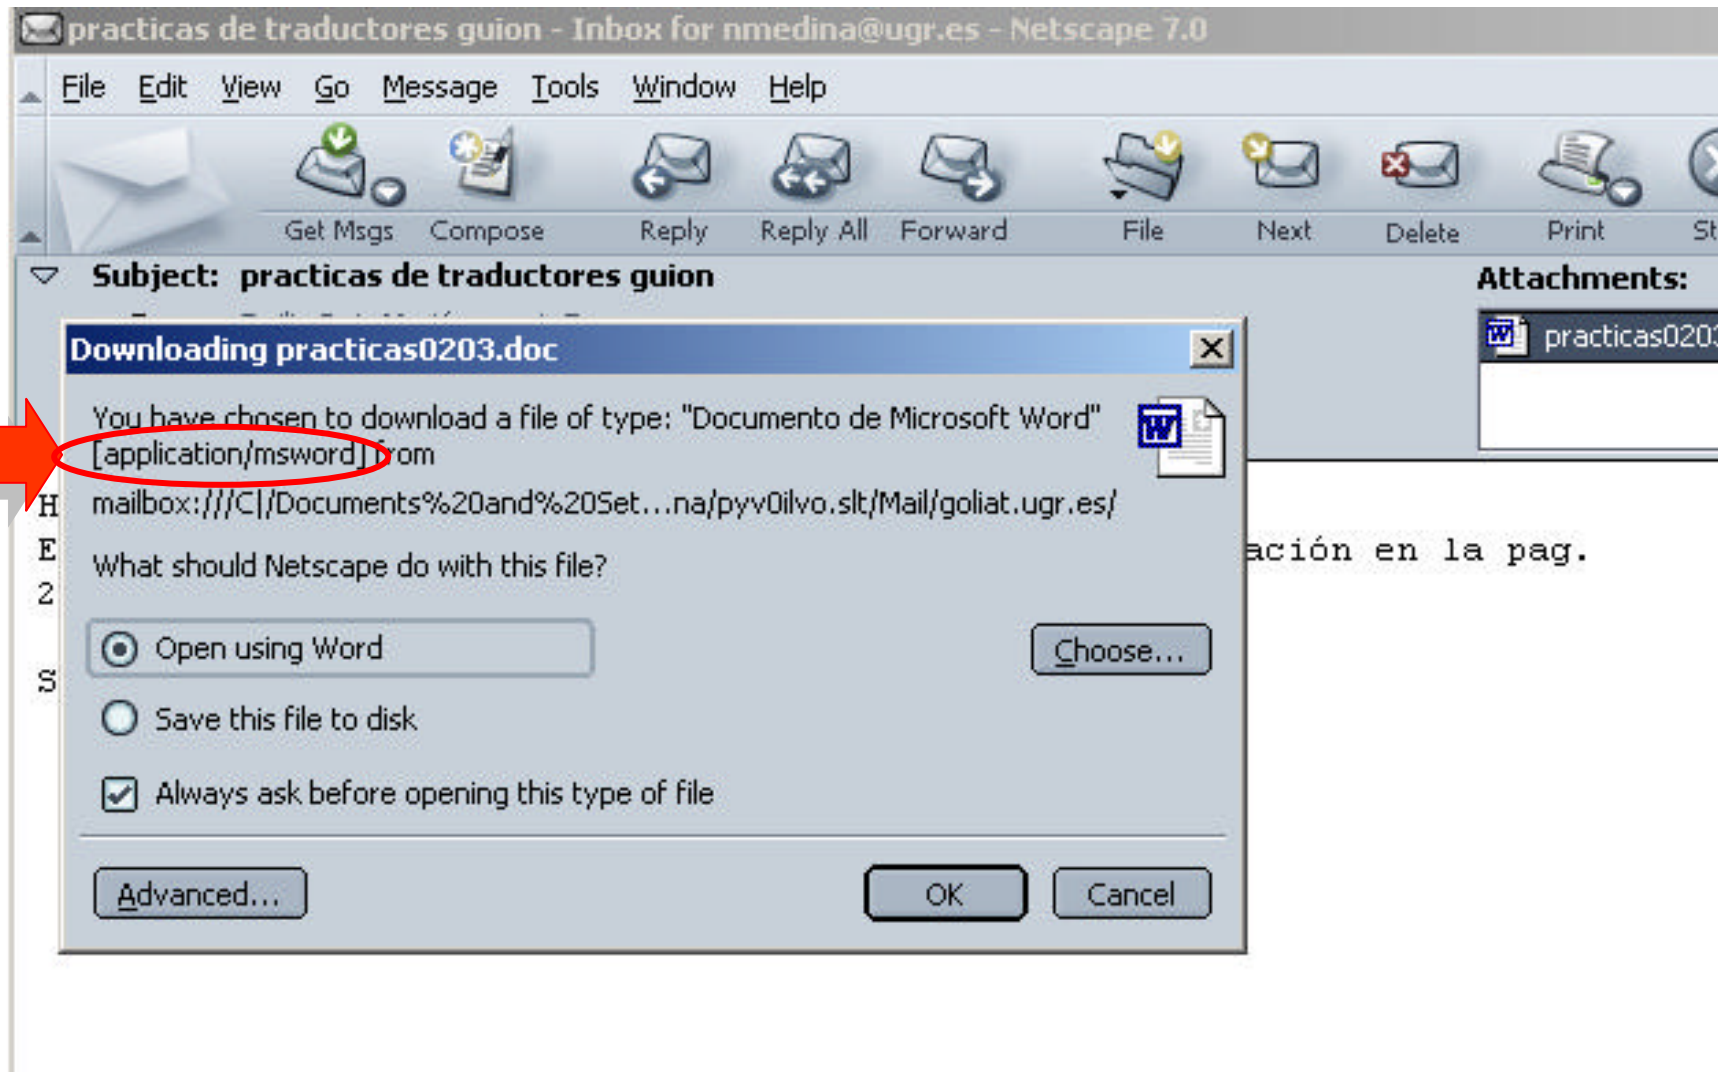 practicas de traductores guion - Inbox for nmedina@ugr.es - Netscape 7.0
File Edit View Go Message Tools Window Help
Get Msgs Compose Reply Reply All Forward File Next Delete Print St
Subject: practicas de traductores guion
Attachments:
practicas0203
Downloading practicas0203.doc
You have chosen to download a file of type: "Documento de Microsoft Word"
[application/msword] from
mailbox:///C|/Documents%20and%20Set...na/pyv0ilvo.slt/Mail/goliat.ugr.es/
H
E
ación en la pag.
What should Netscape do with this file?
2
Open using Word
Choose...
S
Save this file to disk
Always ask before opening this type of file
Advanced...
OK
Cancel